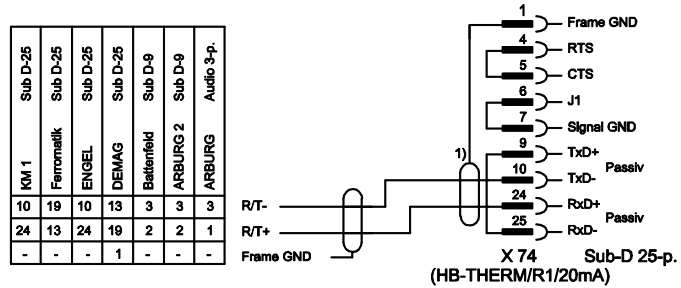 KM 1 Sub D-25
Ferromatik Sub D-25
ENGEL Sub D-25
DEMAG Sub D-25
Battenfeld Sub D-9
ARBURG 2 Sub D-9
ARBURG Audio 3-p.
10 19 10 13 3 3 3
24 13 24 19 2 2 1
- - - 1 - - -
R/T-
R/T+
Frame GND
1)
1 Frame GND
4 RTS
5 CTS
6 J1
7 Signal GND
9 TxD+
Passiv
10 TxD-
24 RxD+
Passiv
25 RxD-
X 74 Sub-D 25-p.
(HB-THERM/R1/20mA)